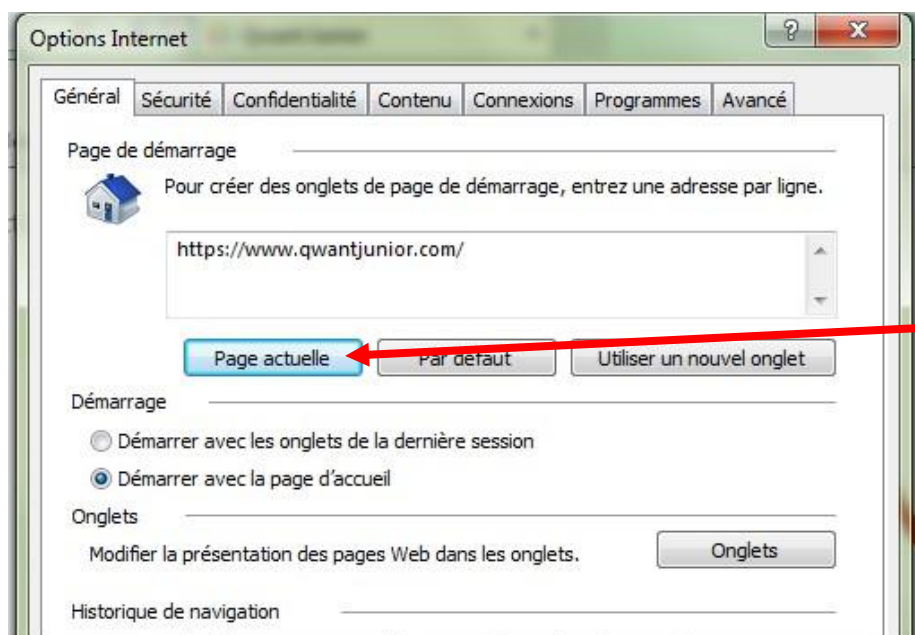 Options Internet
Général Sécurité Confidentialité Contenu Connexions Programmes Avancé
Page de démarrage
Pour créer des onglets de page de démarrage, entrez une adresse par ligne.
https://www.qwantjunior.com/
Page actuelle Par défaut Utiliser un nouvel onglet
Démarrage
Démarrer avec les onglets de la dernière session
Démarrer avec la page d’accueil
Onglets
Modifier la présentation des pages Web dans les onglets. Onglets
Historique de navigation